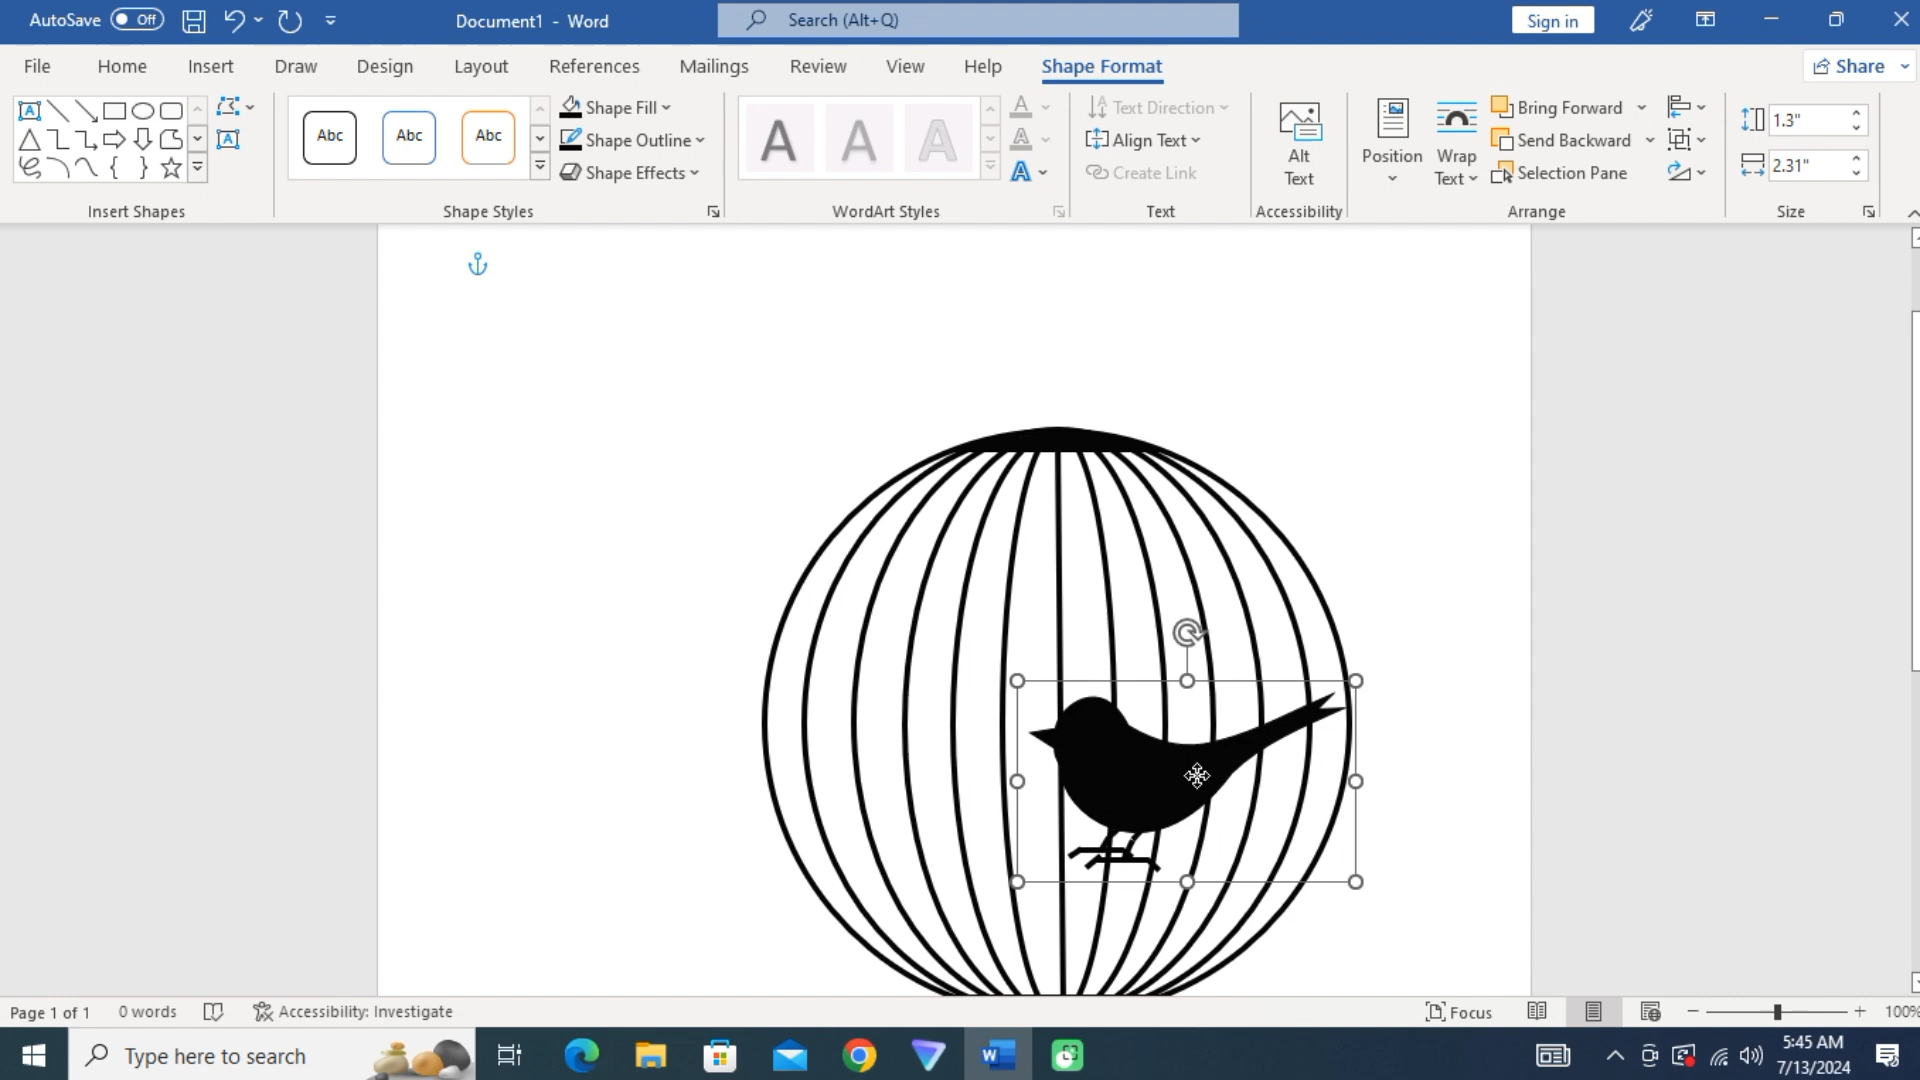 AutoSave Off
Document1 - Word
Search (Alt+Q)
Sign in
File Home Insert Draw Design Layout References Mailings Review View Help Shape Format
Share
Abc Abc Abc
Shape Fill
Shape Outline
Shape Effects
A A A
A
A
A
Text Direction
Align Text
Create Link
Alt Text
Position
Wrap Text
Bring Forward
Send Backward
Selection Pane
1.3"
2.31"
Insert Shapes Shape Styles WordArt Styles Text Accessibility Arrange Size
Page 1 of 1 0 words Accessibility: Investigate
Focus
100%
Type here to search
5:45 AM
7/13/2024